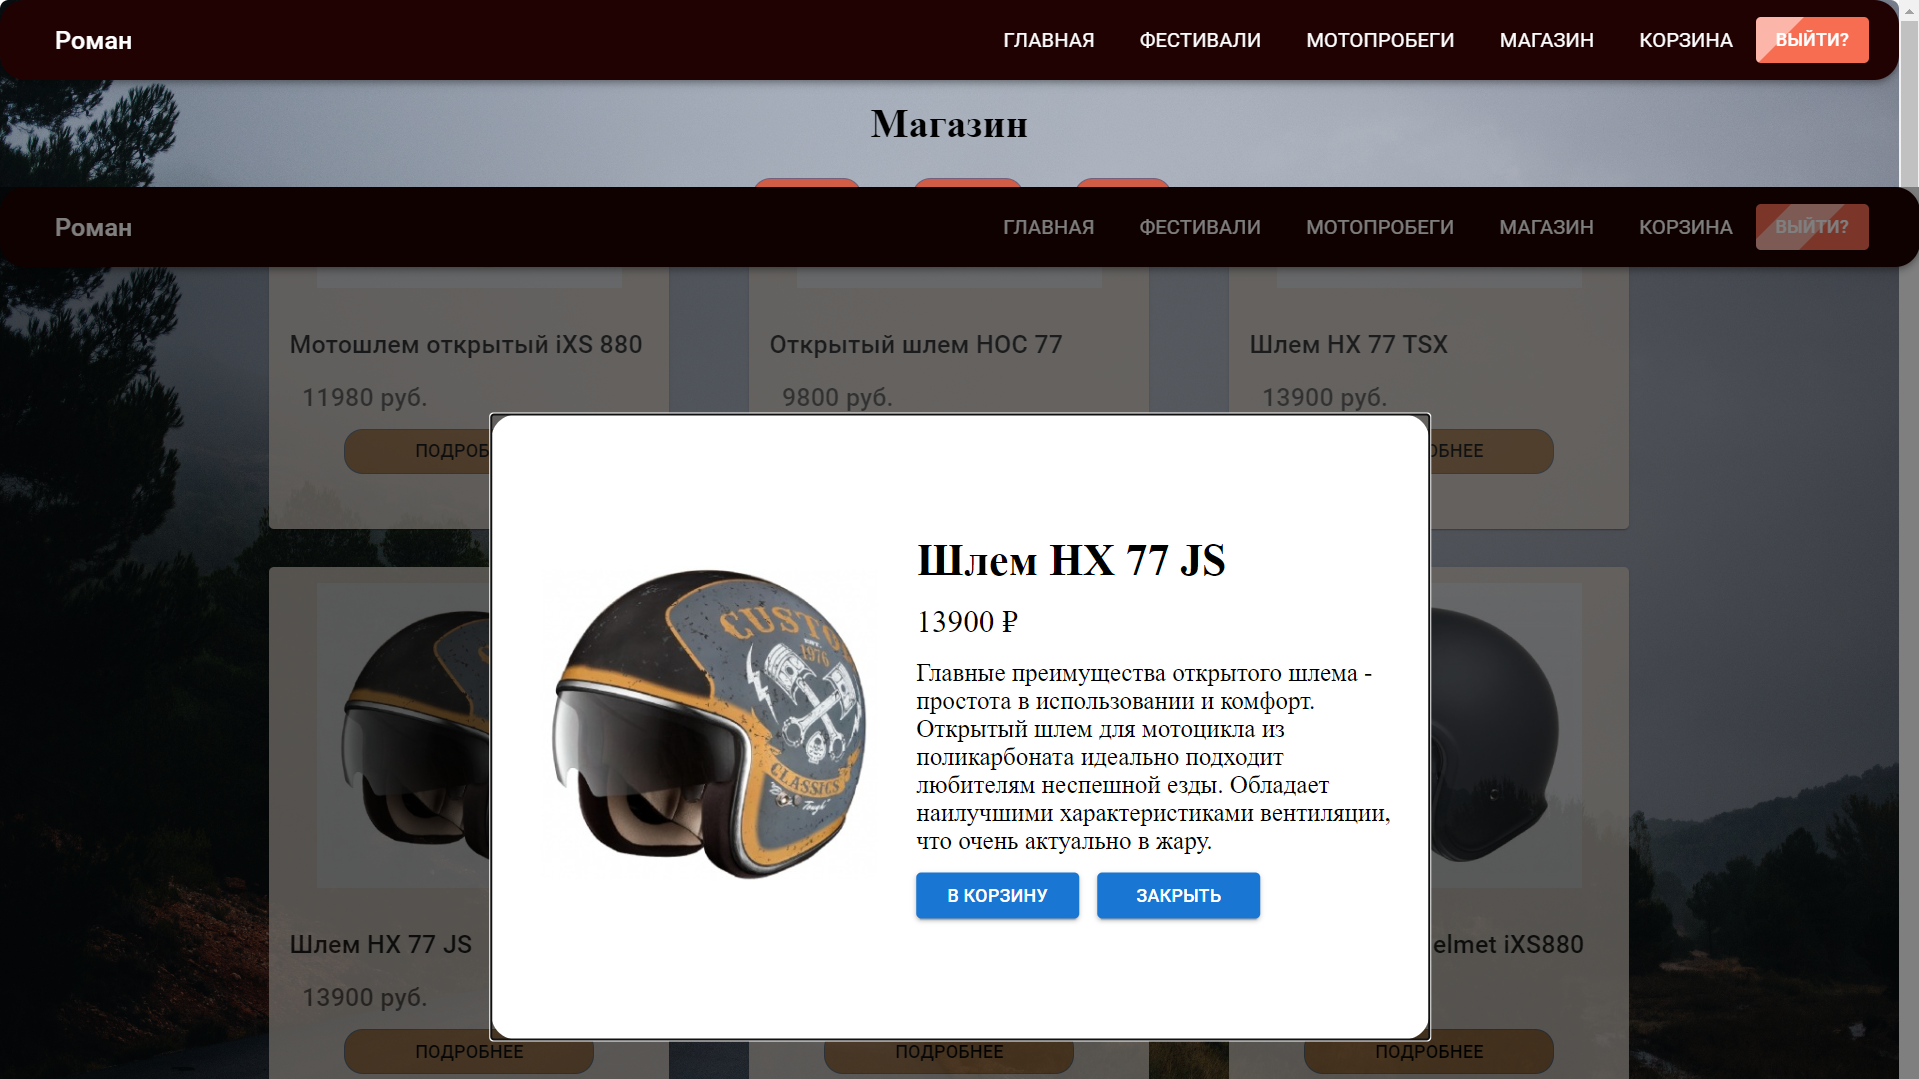 Роман
ГЛАВНАЯ
ФЕСТИВАЛИ
МОТОПРОБЕГИ
МАГАЗИН
КОРЗИНА
ВЫЙТИ?
Магазин
Роман
ГЛАВНАЯ
ФЕСТИВАЛИ
МОТОПРОБЕГИ
МАГАЗИН
КОРЗИНА
ВЫЙТИ?
Мотошлем открытый iXS 880
Открытый шлем HOC 77
Шлем HX 77 TSX
11980 руб.
9800 руб.
13900 руб.
ПОДРОБ
ОБНЕЕ
CUSTO
1976
CLASSICS
Tough
Шлем HX 77 JS
13900 ₽
Главные преимущества открытого шлема -
простота в использовании и комфорт.
Открытый шлем для мотоцикла из
поликарбоната идеально подходит
любителям неспешной езды. Обладает
наилучшими характеристиками вентиляции,
что очень актуально в жару.
В КОРЗИНУ
ЗАКРЫТЬ
Шлем HX 77 JS
elmet iXS880
13900 руб.
ПОДРОБНЕЕ
ПОДРОБНЕЕ
ПОДРОБНЕЕ